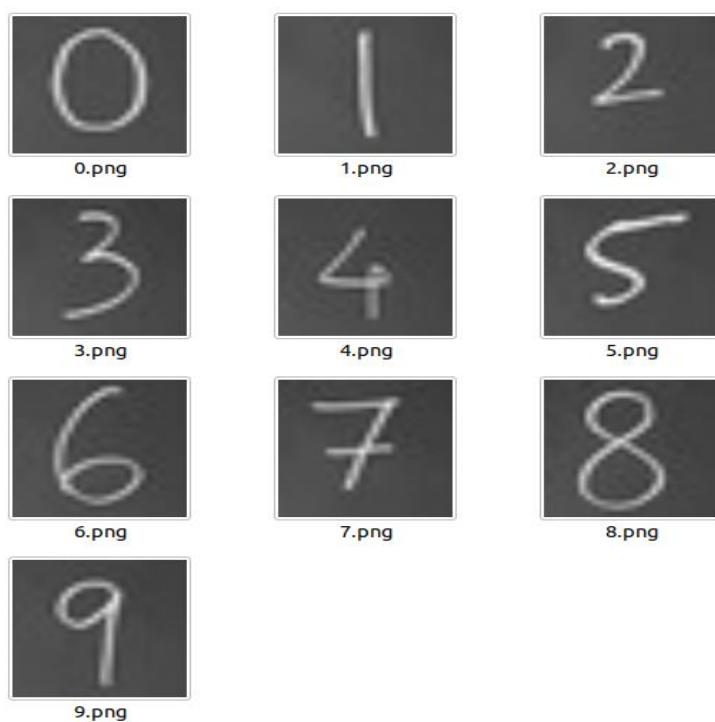 0 1 2
0.png 1.png 2.png
3 4 5
3.png 4.png 5.png
6 7 8
6.png 7.png 8.png
9
9.png